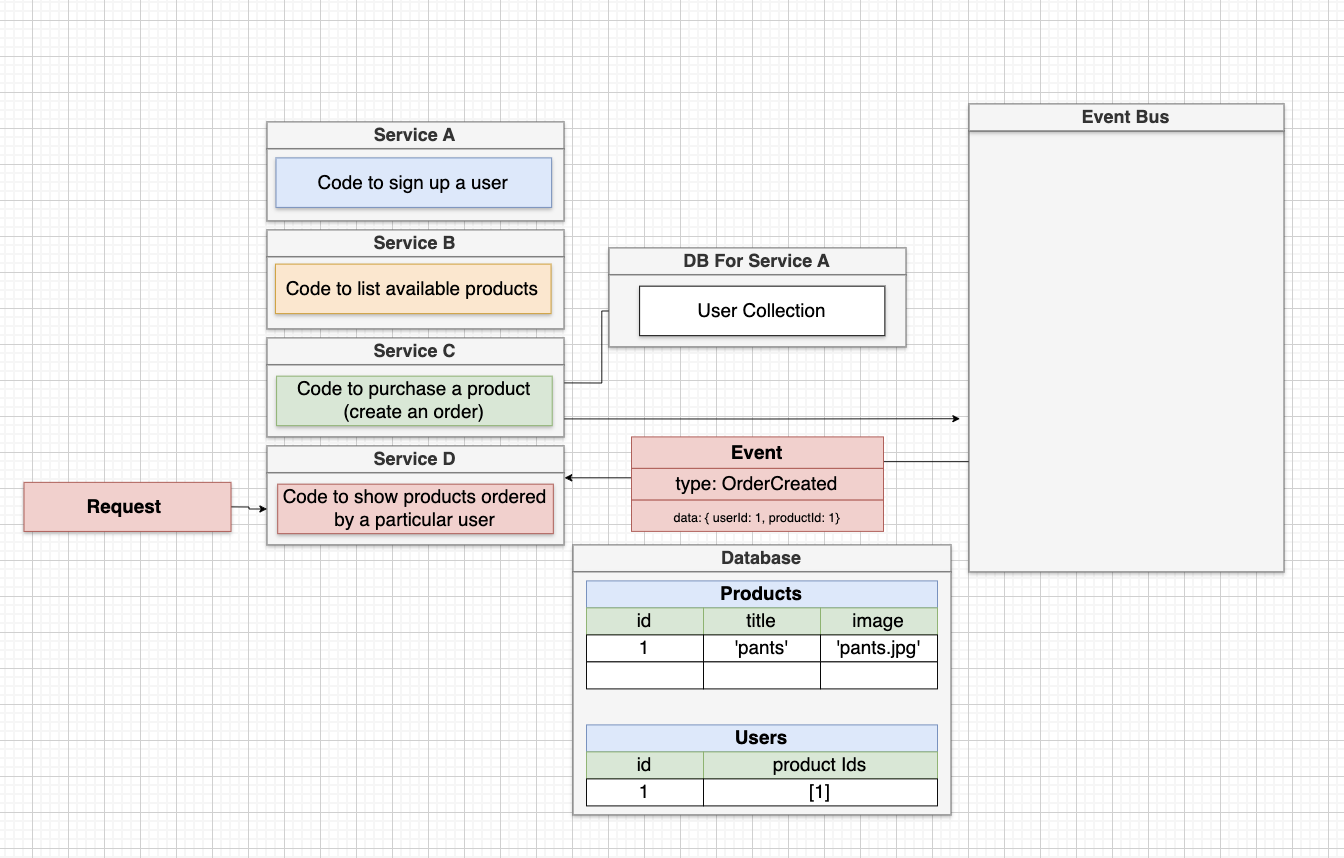 Event Bus
Service A
Code to sign up a user
Service B
Code to list available products
DB For Service A
User Collection
Service C
Code to purchase a product
(create an order)
Event
type: OrderCreated
data: { userId: 1, productId: 1}
Service D
Code to show products ordered
by a particular user
Request
Database
Products
id title image
1 'pants' 'pants.jpg'
Users
id product Ids
1 [1]